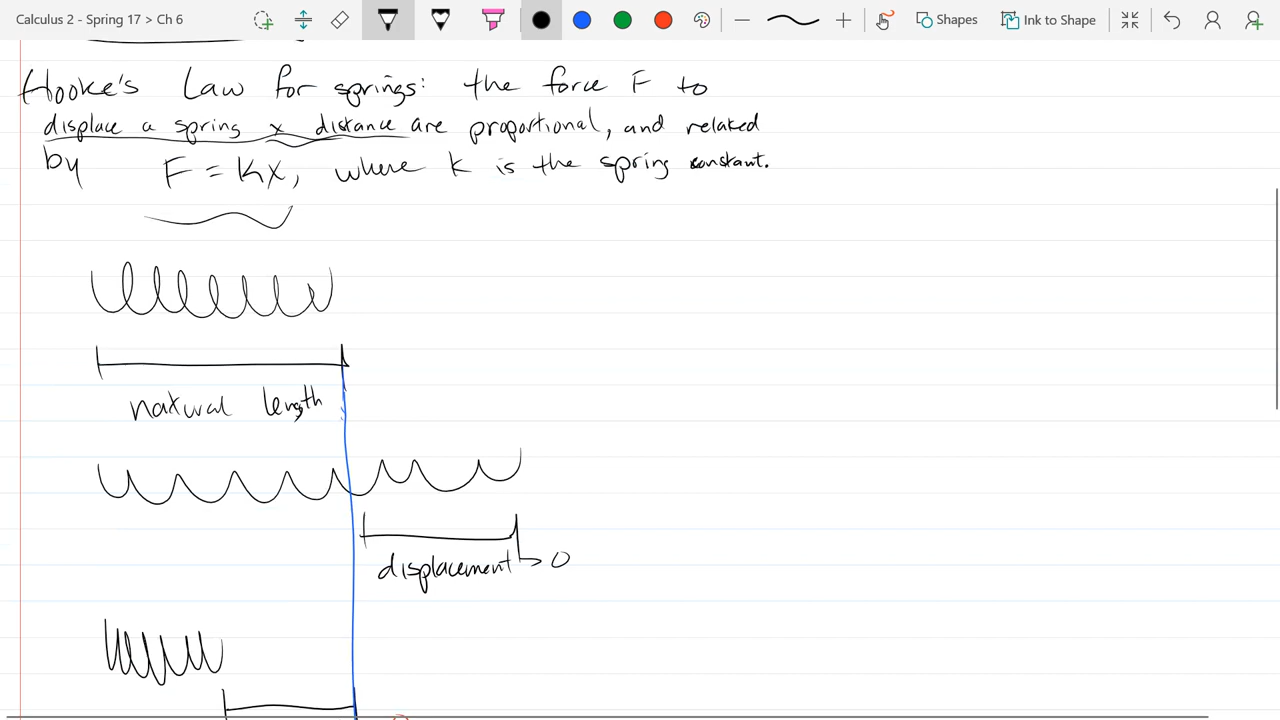 Calculus 2 - Spring 17 > Ch 6
Shapes
Ink to Shape
Hooke's Law for springs: the force F to
displace a spring x distance are proportional, and related
by F = kx, where k is the spring constant.
natural length
displacement > 0